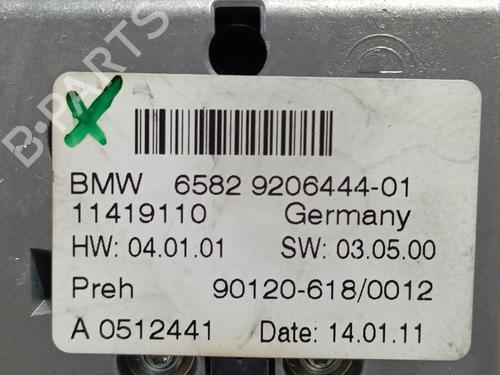 B-PARTS
BMW 6582 9206444-01
11419110 Germany
HW: 04.01.01 SW: 03.05.00
Preh 90120-618/0012
A 0512441 Date: 14.01.11